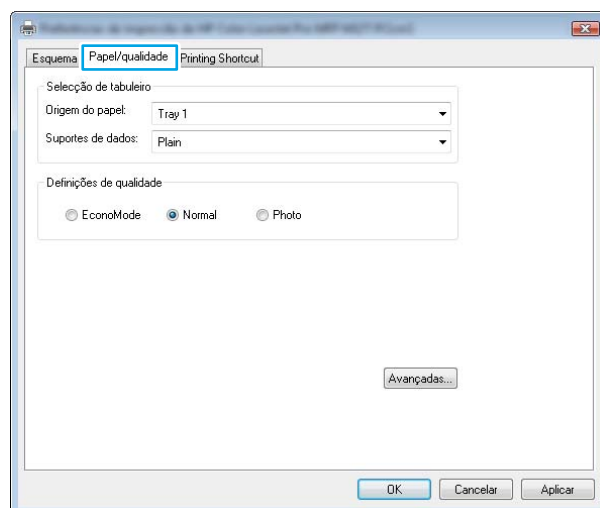 Esquema Papel/qualidade Printing Shortcut
Selecção de tabuleiro
Origem do papel: Tray 1
Suportes de dados: Plain
Definições de qualidade
EconoMode Normal Photo
Avançadas...
OK Cancelar Aplicar